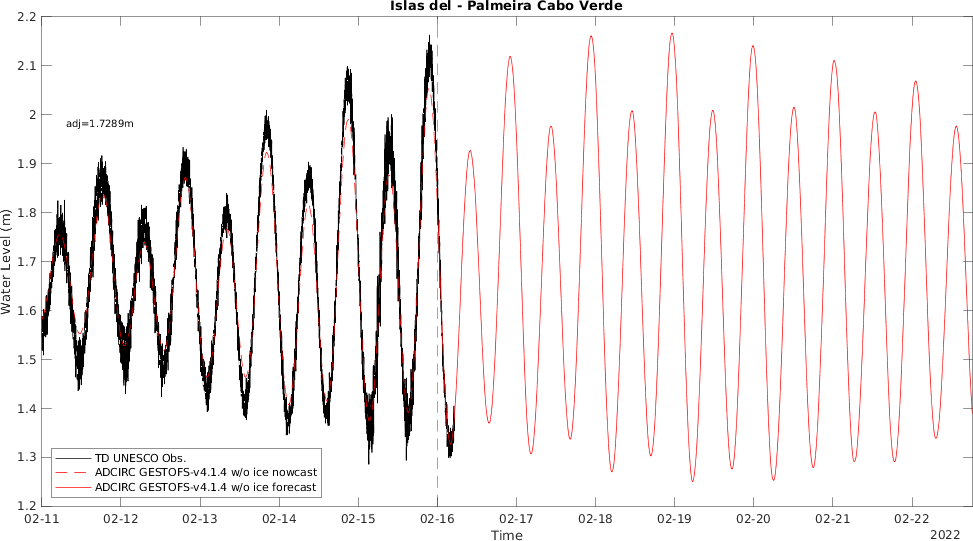 Islas del - Palmeira Cabo Verde
2.2
2.1
2
1.9
1.8
1.7
1.6
1.5
1.4
1.3
1.2
Water Level (m)
adj=1.7289m
TD UNESCO Obs.
ADCIRC GESTOFS-v4.1.4 w/o ice nowcast
ADCIRC GESTOFS-v4.1.4 w/o ice forecast
02-11 02-12 02-13 02-14 02-15 02-16 02-17 02-18 02-19 02-20 02-21 02-22
Time
2022